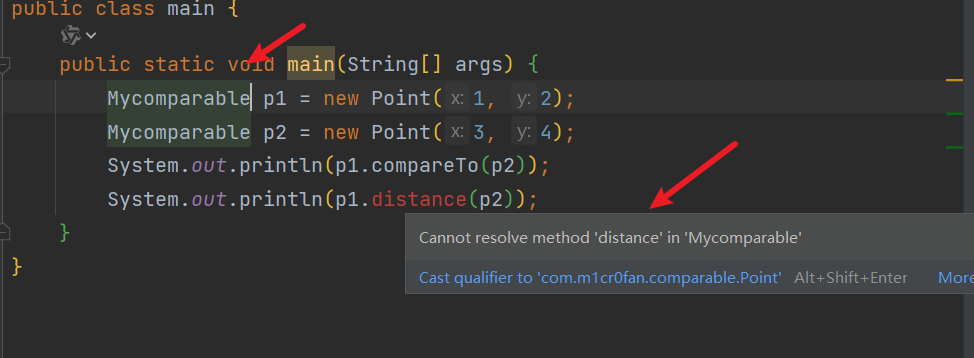 public class main {
public static void main(String[] args) {
Mycomparable p1 = new Point( x: 1, y: 2);
Mycomparable p2 = new Point( x: 3, y: 4);
System.out.println(p1.compareTo(p2));
System.out.println(p1.distance(p2));
Cannot resolve method 'distance' in 'Mycomparable'
}
Cast qualifier to 'com.m1cr0fan.comparable.Point' Alt+Shift+Enter More
}